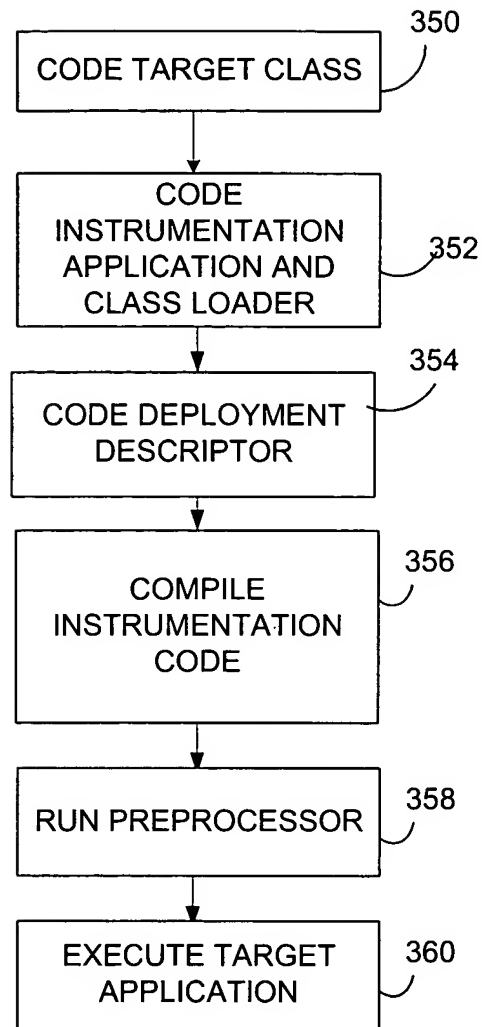 350
CODE TARGET CLASS
CODE
INSTRUMENTATION
APPLICATION AND
CLASS LOADER
352
354
CODE DEPLOYMENT
DESCRIPTOR
356
COMPILE
INSTRUMENTATION
CODE
358
RUN PREPROCESSOR
EXECUTE TARGET
APPLICATION
360